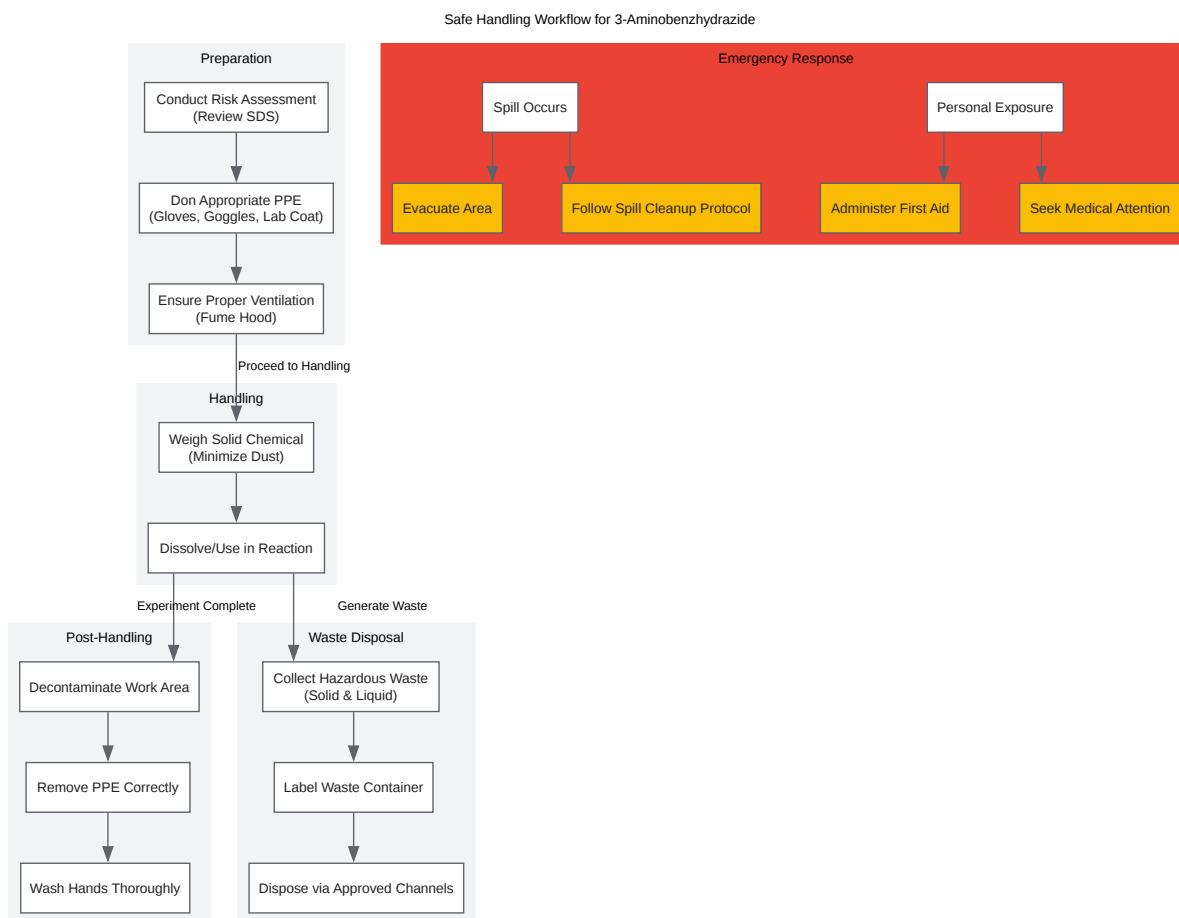 Safe Handling Workflow for 3-Aminobenzhydrazide
Preparation
Conduct Risk Assessment
(Review SDS)
Don Appropriate PPE
(Gloves, Goggles, Lab Coat)
Ensure Proper Ventilation
(Fume Hood)
Proceed to Handling
Handling
Weigh Solid Chemical
(Minimize Dust)
Dissolve/Use in Reaction
Experiment Complete
Generate Waste
Post-Handling
Decontaminate Work Area
Remove PPE Correctly
Wash Hands Thoroughly
Waste Disposal
Collect Hazardous Waste
(Solid & Liquid)
Label Waste Container
Dispose via Approved Channels
Emergency Response
Spill Occurs
Evacuate Area
Follow Spill Cleanup Protocol
Personal Exposure
Administer First Aid
Seek Medical Attention